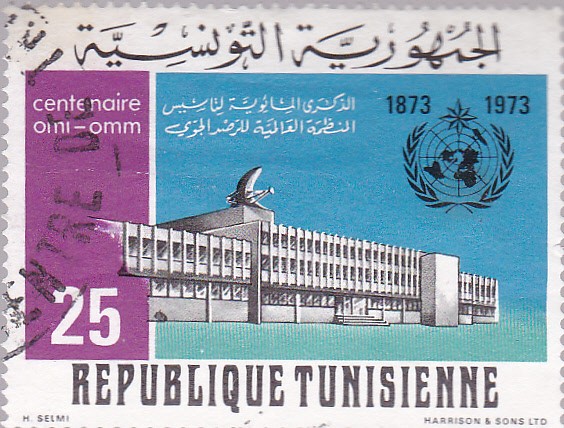 الجمهورية التونسية
centenaire
omi-omm
الذكرى المائوية لتاسيس
المنظمة العالمية للرصد الجوي
1873 1973
25
REPUBLIQUE TUNISIENNE
H. SELMI
HARRISON & SONS LTD